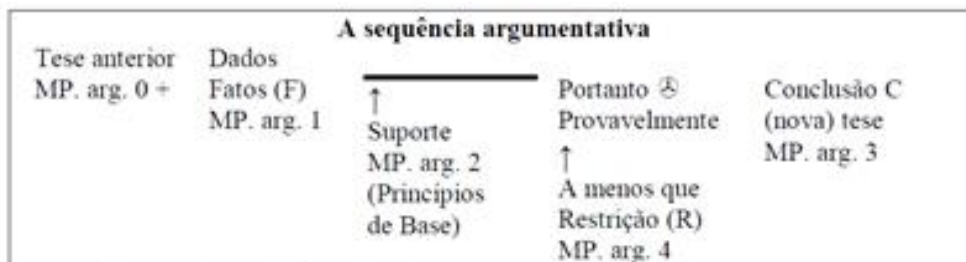 A sequência argumentativa
Tese anterior
MP. arg. 0 +
Dados
Fatos (F)
MP. arg. 1
↑
Suporte
MP. arg. 2
(Princípios
de Base)
Portanto ✇
Provavelmente
↑
A menos que
Restrição (R)
MP. arg. 4
Conclusão C
(nova) tese
MP. arg. 3